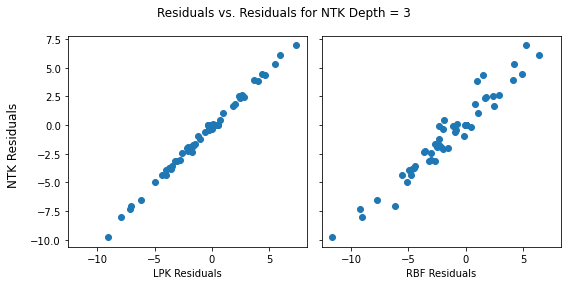 Residuals vs. Residuals for NTK Depth = 3
NTK Residuals
7.5
5.0
2.5
0.0
−2.5
−5.0
−7.5
−10.0
−10 −5 0 5
−10 −5 0 5
LPK Residuals
RBF Residuals